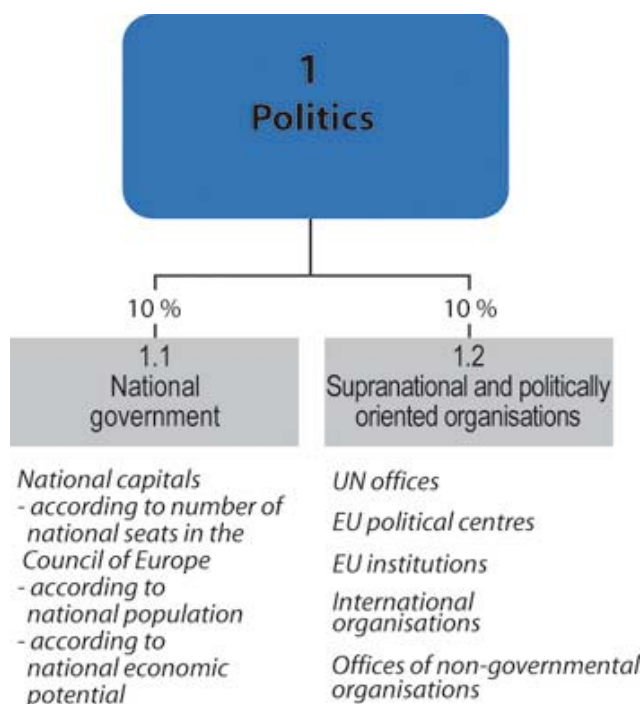 1
Politics
10 %
10 %
1.1
National
government
1.2
Supranational and politically
oriented organisations
National capitals
- according to number of
national seats in the
Council of Europe
- according to
national population
- according to
national economic
potential
UN offices
EU political centres
EU institutions
International
organisations
Offices of non-governmental
organisations